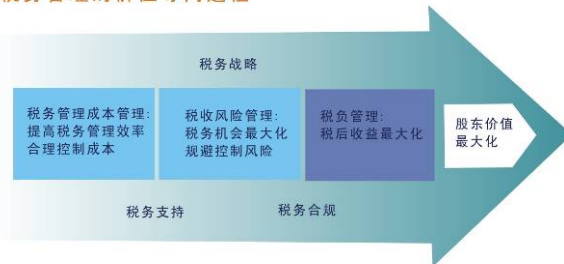 税务战略
税务管理成本管理:
提高税务管理效率
合理控制成本
税收风险管理:
税务机会最大化
规避控制风险
税负管理:
税后收益最大化
股东价值
最大化
税务支持
税务合规